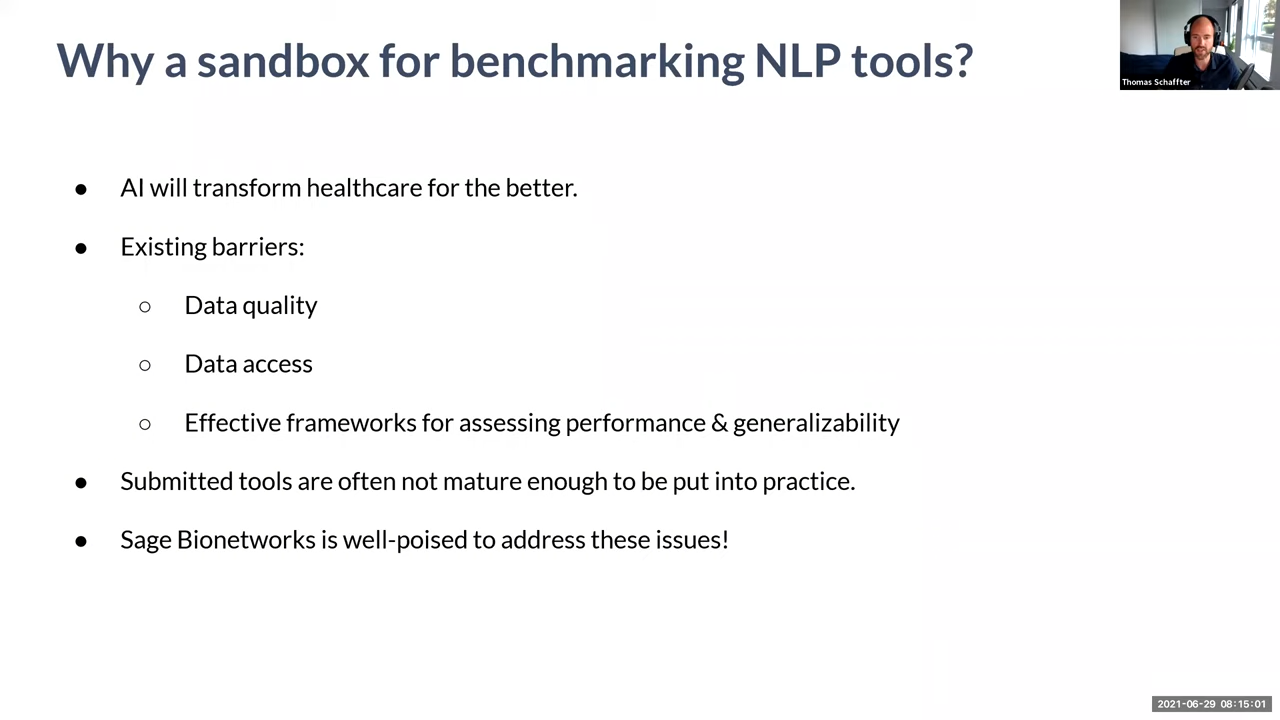 Why a sandbox for benchmarking NLP tools?
Thomas Schaffter
● AI will transform healthcare for the better.
● Existing barriers:
○ Data quality
○ Data access
○ Effective frameworks for assessing performance & generalizability
● Submitted tools are often not mature enough to be put into practice.
● Sage Bionetworks is well-poised to address these issues!
2021-06-29 08:15:01